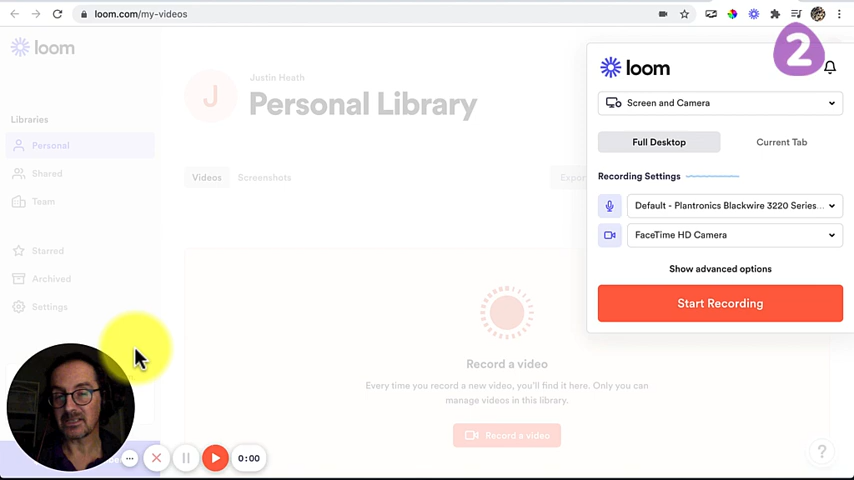 loom.com/my-videos
2
loom
Justin Heath
J
Personal Library
Libraries
Personal
Shared
Team
Starred
Archived
Settings
Videos
Screenshots
Expor
Record a video
Every time you record a new video, you'll find it here. Only you can
manage videos in this library.
Record a video
0:00
?
loom
Screen and Camera
Full Desktop
Current Tab
Recording Settings
Default - Plantronics Blackwire 3220 Series...
FaceTime HD Camera
Show advanced options
Start Recording